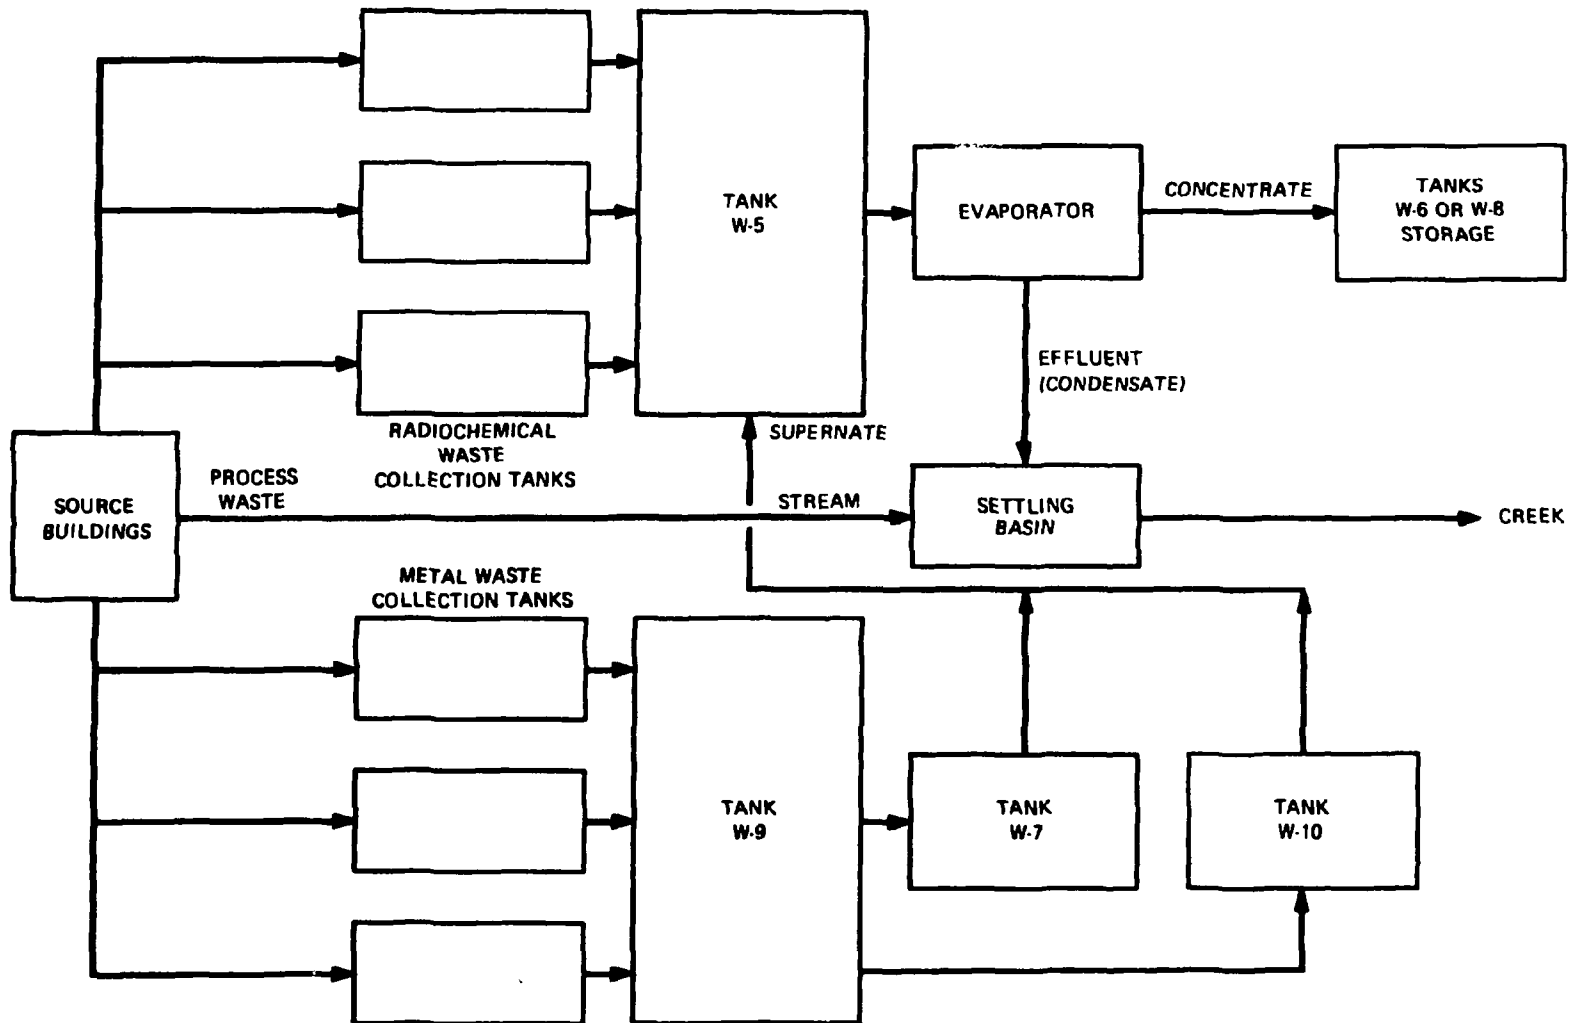 TANK
W-5
EVAPORATOR
CONCENTRATE
TANKS
W-6 OR W-8
STORAGE
EFFLUENT
(CONDENSATE)
RADIOCHEMICAL
WASTE
COLLECTION TANKS
SUPERNATE
SOURCE
BUILDINGS
PROCESS
WASTE
STREAM
SETTLING
BASIN
CREEK
METAL WASTE
COLLECTION TANKS
TANK
W-9
TANK
W-7
TANK
W-10